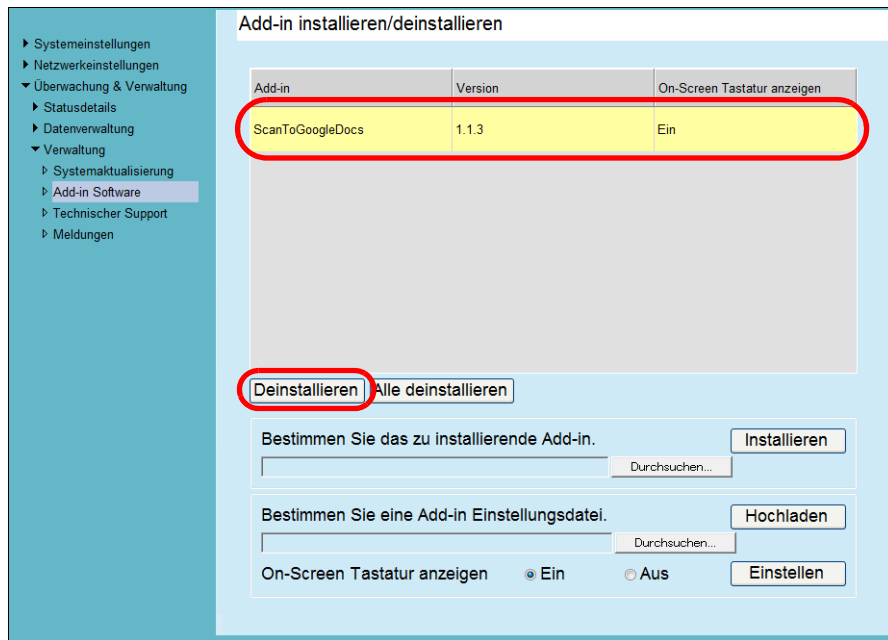 Add-in installieren/deinstallieren
Systemeinstellungen
Netzwerkeinstellungen
Überwachung & Verwaltung
Statusdetails
Datenverwaltung
Verwaltung
Systemaktualisierung
Add-in Software
Technischer Support
Meldungen
Add-in Version On-Screen Tastatur anzeigen
ScanToGoogleDocs 1.1.3 Ein
Deinstallieren Alle deinstallieren
Bestimmen Sie das zu installierende Add-in. Installieren
Durchsuchen...
Bestimmen Sie eine Add-in Einstellungsdatei. Hochladen
Durchsuchen...
On-Screen Tastatur anzeigen Ein Aus Einstellen